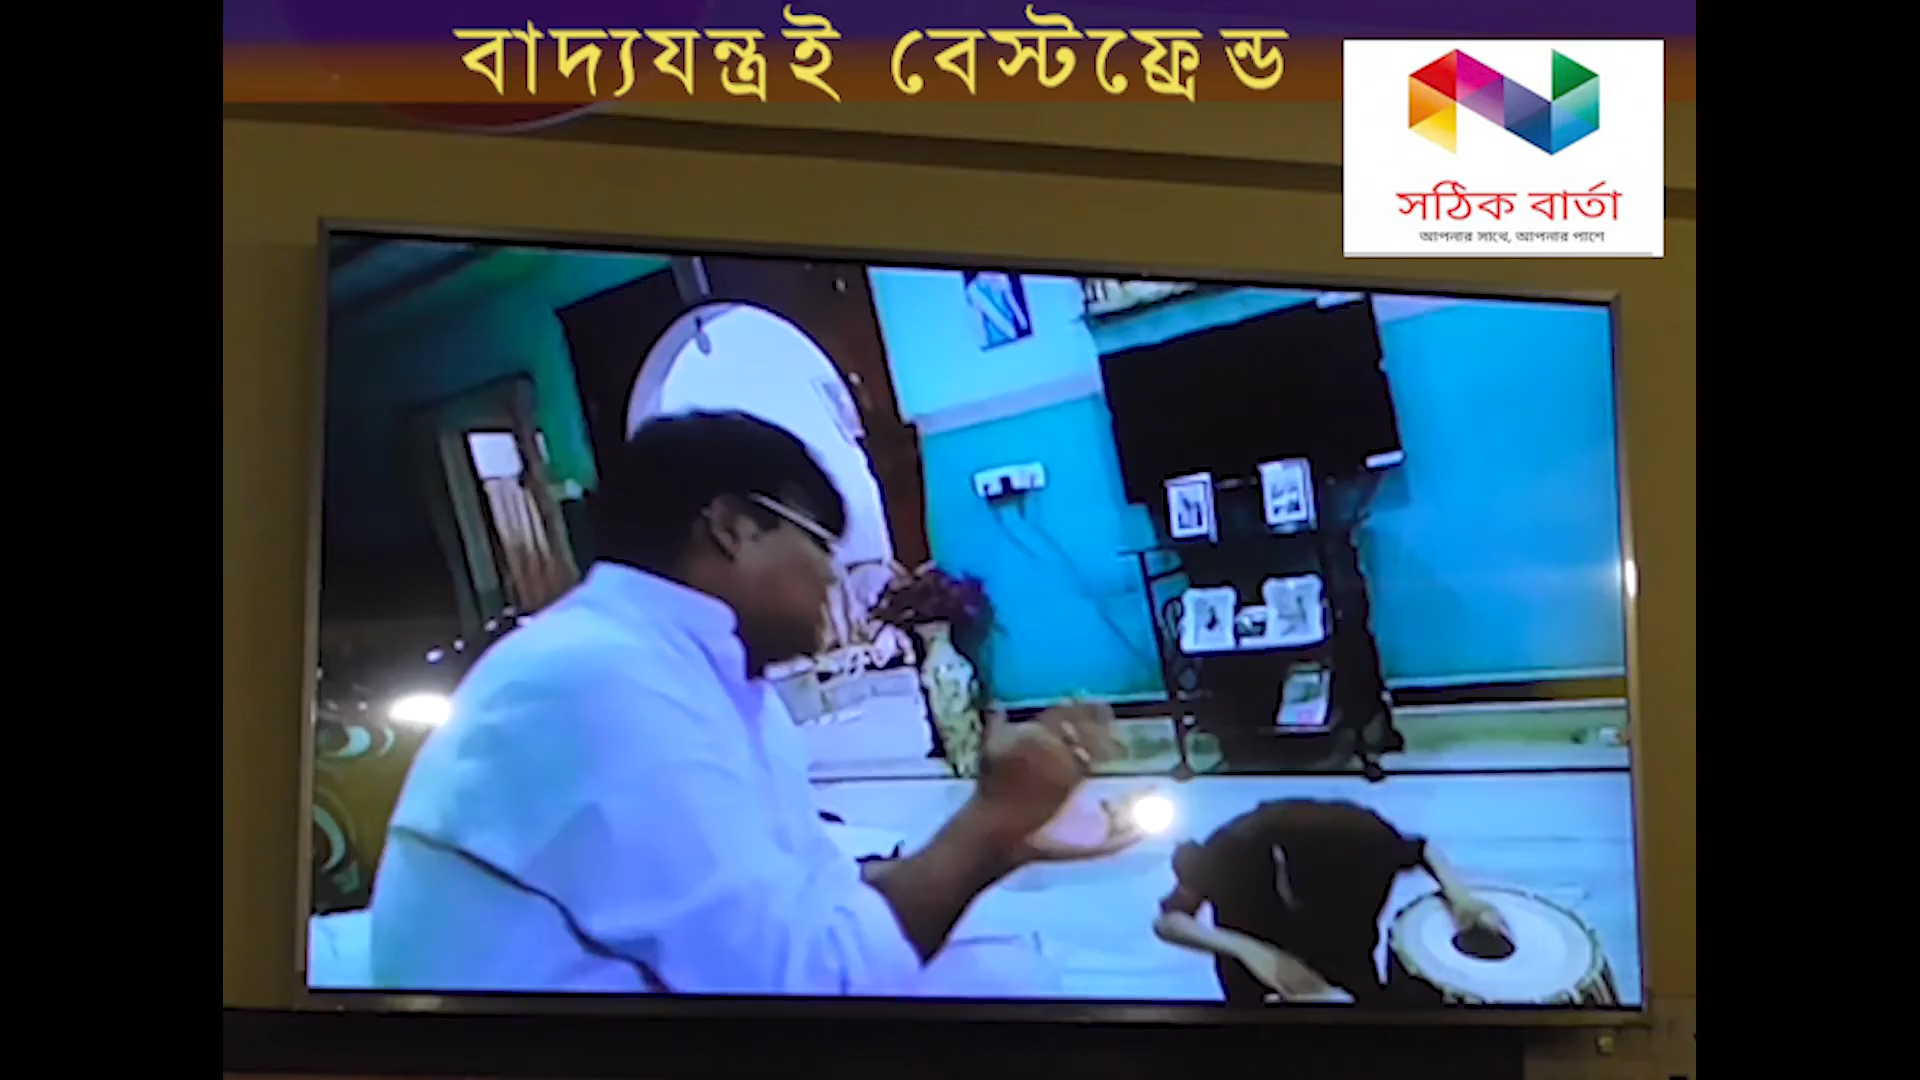 বাদ্যযন্ত্রই বেস্টফ্রেন্ড
সঠিক বার্তা
আপনার সাথে, আপনার পাশে